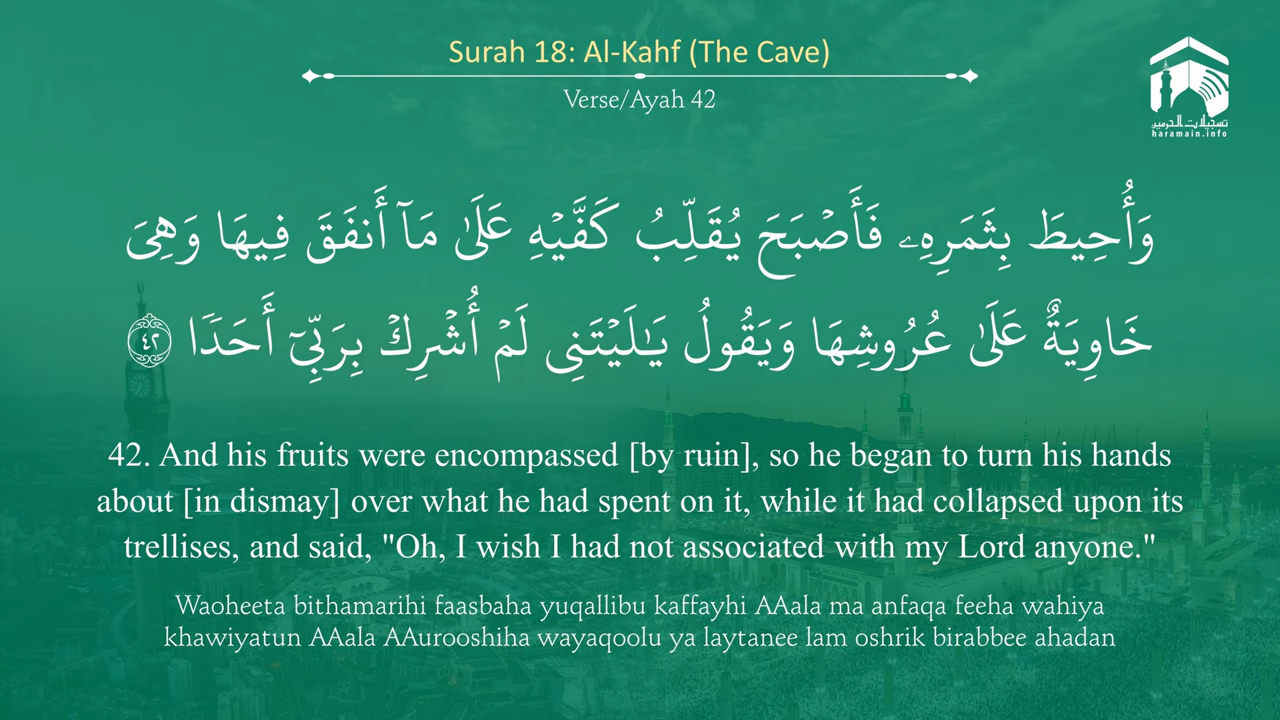 Surah 18: Al-Kahf (The Cave)
Verse/Ayah 42
تسجيلات الحرمين
haramain.info
وَأُحِيطَ بِثَمَرِهِۦ فَأَصْبَحَ يُقَلِّبُ كَفَّيْهِ عَلَىٰ مَآ أَنفَقَ فِيهَا وَهِىَ
خَاوِيَةٌ عَلَىٰ عُرُوشِهَا وَيَقُولُ يَـٰلَيْتَنِى لَمْ أُشْرِكْ بِرَبِّىٓ أَحَدًا ٤٢
42. And his fruits were encompassed [by ruin], so he began to turn his hands
about [in dismay] over what he had spent on it, while it had collapsed upon its
trellises, and said, "Oh, I wish I had not associated with my Lord anyone."
Waoheeta bithamarihi faasbaha yuqallibu kaffayhi AAala ma anfaqa feeha wahiya
khawiyatun AAala AAurooshiha wayaqoolu ya laytanee lam oshrik birabbee ahadan